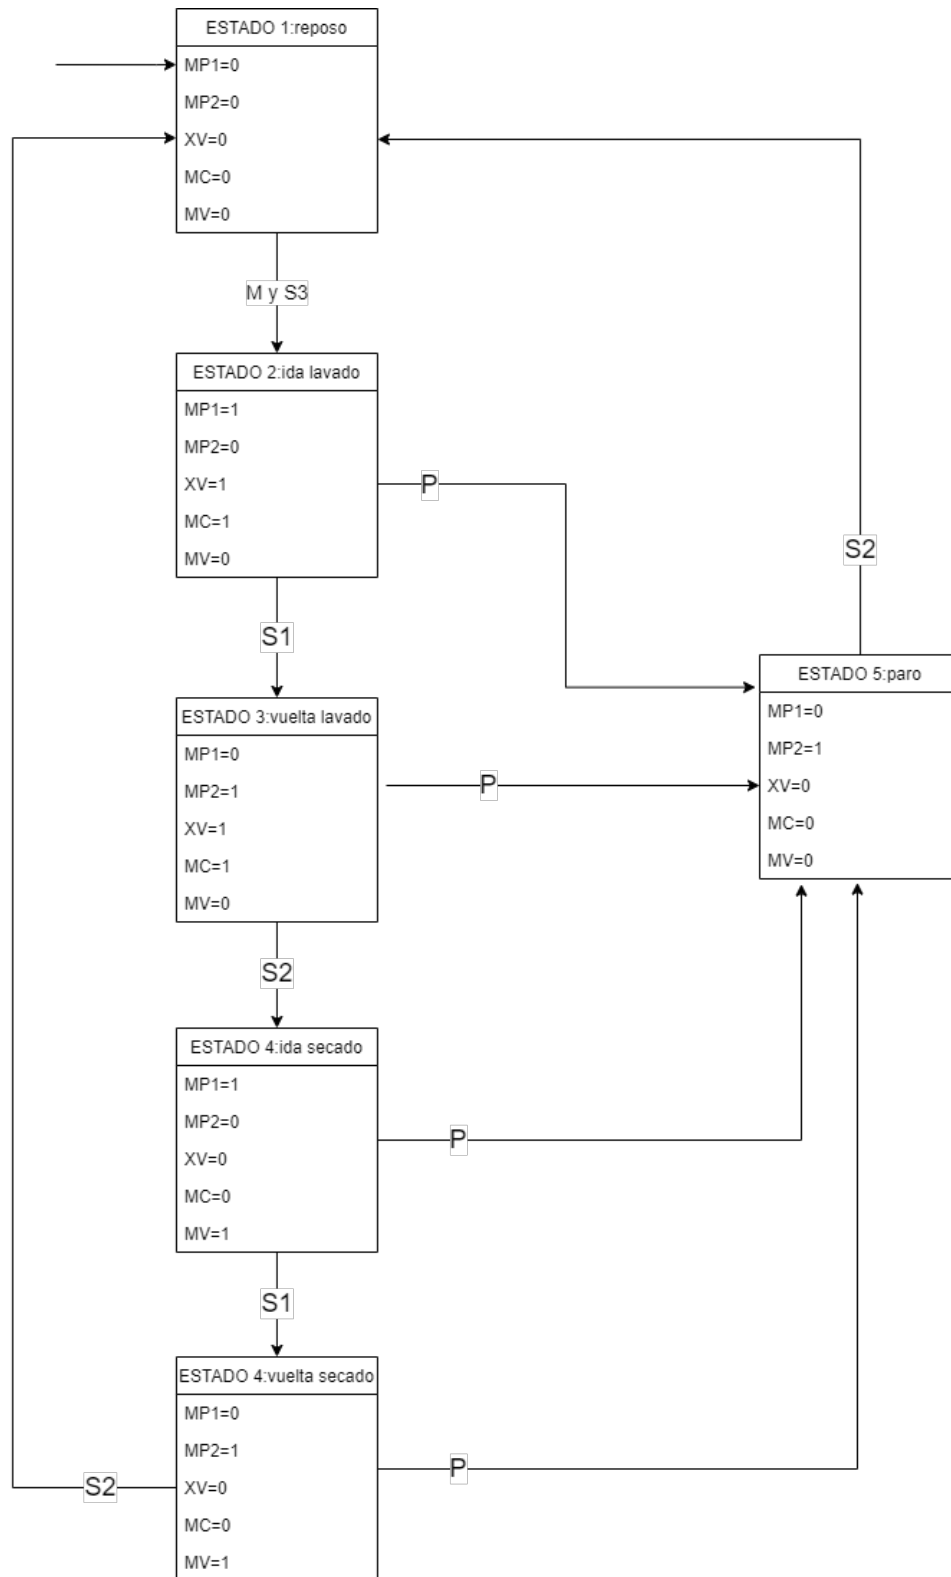 ESTADO 1:reposo
MP1=0
MP2=0
XV=0
MC=0
MV=0
M y S3
ESTADO 2:ida lavado
MP1=1
MP2=0
XV=1
MC=1
MV=0
P
S2
S1
ESTADO 5:paro
MP1=0
MP2=1
XV=0
MC=0
MV=0
ESTADO 3:vuelta lavado
MP1=0
MP2=1
XV=1
MC=1
MV=0
P
S2
ESTADO 4:ida secado
MP1=1
MP2=0
XV=0
MC=0
MV=1
P
S1
ESTADO 4:vuelta secado
MP1=0
MP2=1
XV=0
MC=0
MV=1
P
S2